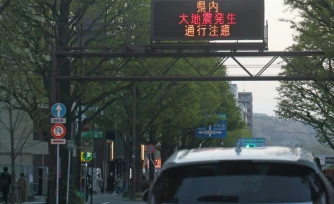 県内
大地震発生
通行注意